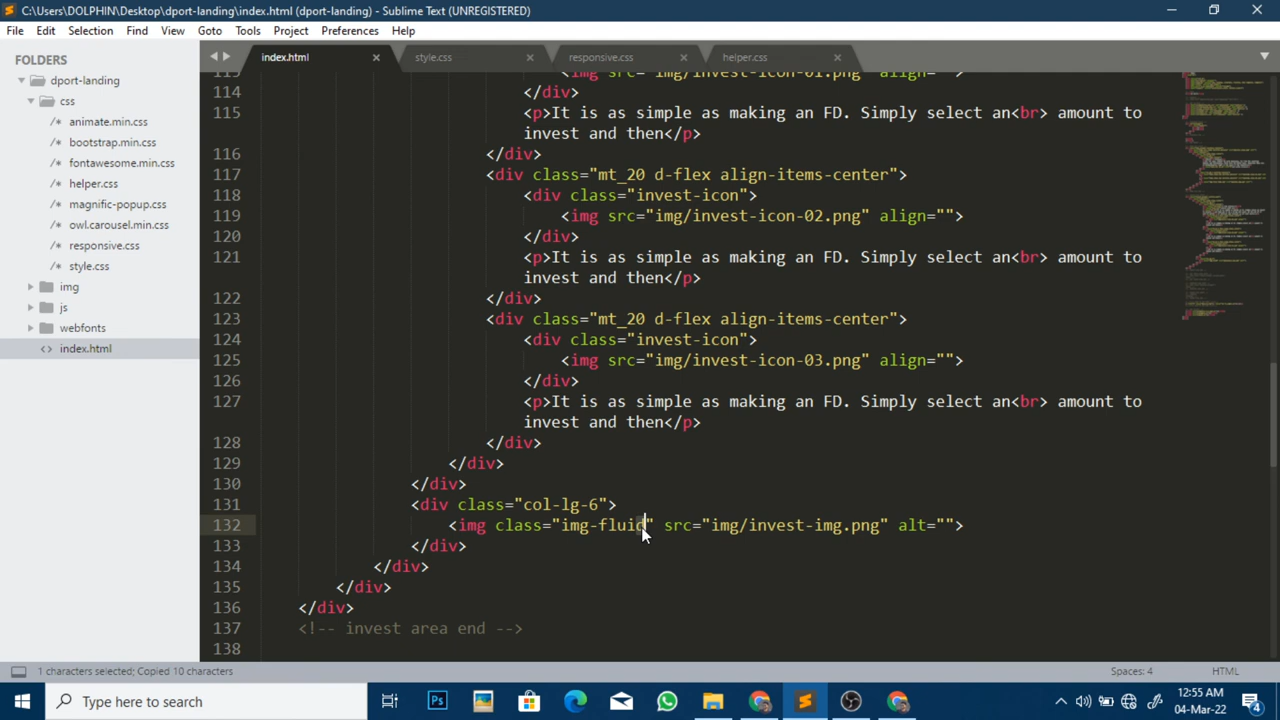 C:\Users\DOLPHIN\Desktop\dport-landing\index.html (dport-landing) - Sublime Text (UNREGISTERED)
File Edit Selection Find View Goto Tools Project Preferences Help
FOLDERS
dport-landing
css
/* animate.min.css
/* bootstrap.min.css
/* fontawesome.min.css
/* helper.css
/* magnific-popup.css
/* owl.carousel.min.css
/* responsive.css
/* style.css
img
js
webfonts
<> index.html
index.html style.css responsive.css helper.css
113 <img src="img/invest-icon-01.png" align="">
114 </div>
115 <p>It is as simple as making an FD. Simply select an<br> amount to
invest and then</p>
116 </div>
117 <div class="mt_20 d-flex align-items-center">
118 <div class="invest-icon">
119 <img src="img/invest-icon-02.png" align="">
120 </div>
121 <p>It is as simple as making an FD. Simply select an<br> amount to
invest and then</p>
122 </div>
123 <div class="mt_20 d-flex align-items-center">
124 <div class="invest-icon">
125 <img src="img/invest-icon-03.png" align="">
126 </div>
127 <p>It is as simple as making an FD. Simply select an<br> amount to
invest and then</p>
128 </div>
129 </div>
130 </div>
131 <div class="col-lg-6">
132 <img class="img-fluid" src="img/invest-img.png" alt="">
133 </div>
134 </div>
135 </div>
136 </div>
137 <!-- invest area end -->
138
1 characters selected; Copied 10 characters Spaces: 4 HTML
Type here to search
Ps
12:55 AM
04-Mar-22
4